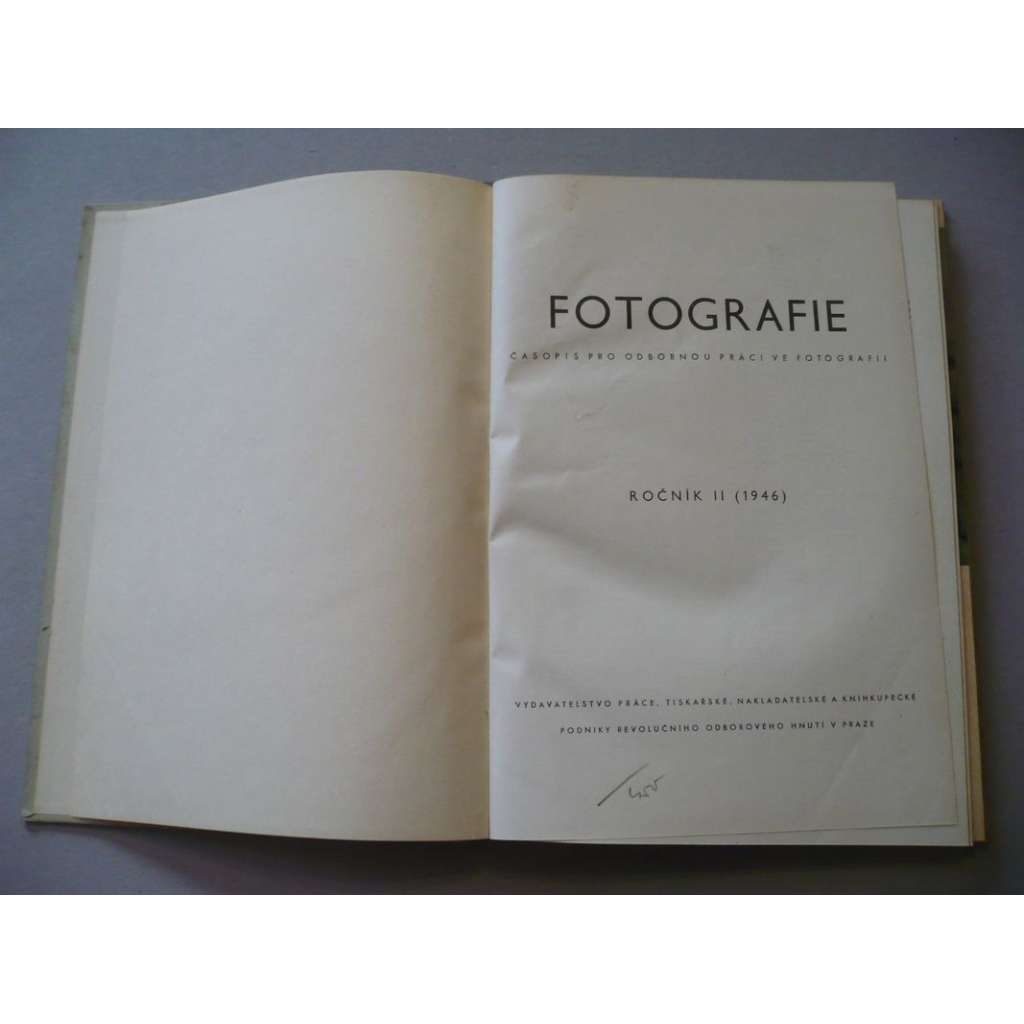 FOTOGRAFIE
ČASOPIS PRO ODBORNOU PRÁCI VE FOTOGRAFII
ROČNÍK II (1946)
VYDAVATELSTVO PRÁCE, TISKAŘSKÉ, NAKLADATELSKÉ A KNIHKUPECKÉ
PODNIKY REVOLUČNÍHO ODBOROVÉHO HNUTÍ V PRAZE